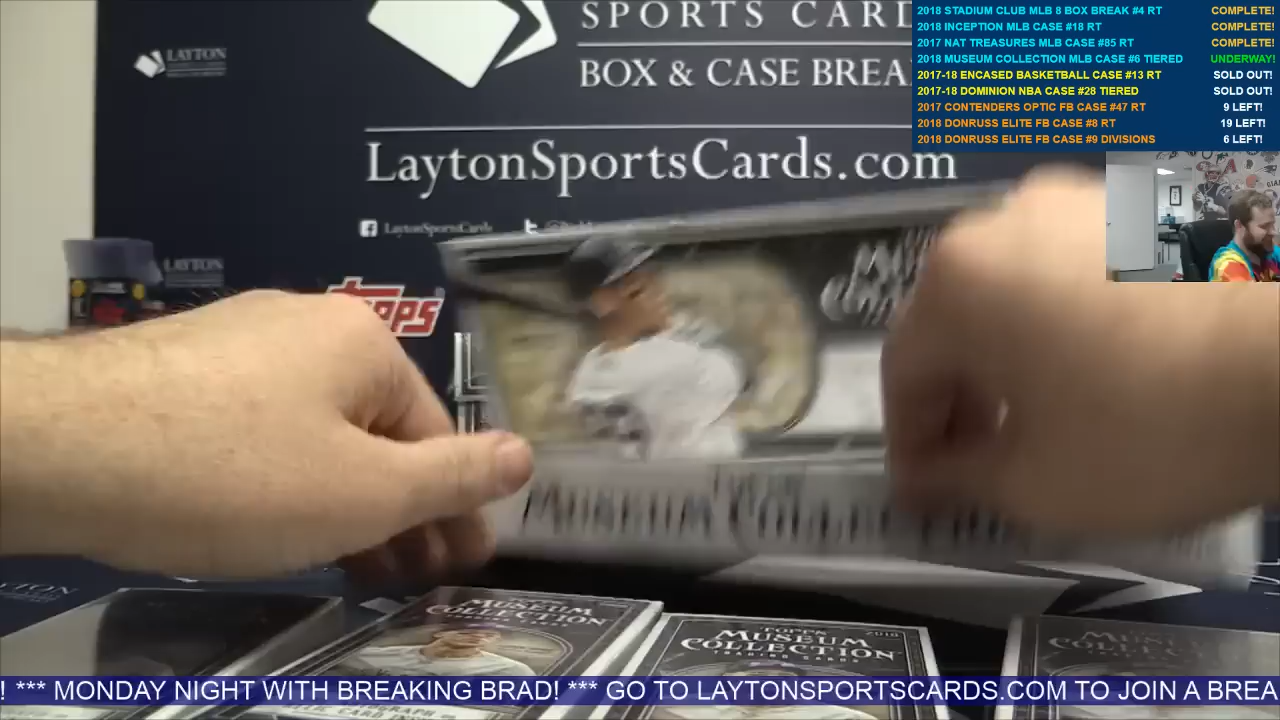 2018 STADIUM CLUB MLB 8 BOX BREAK #4 RT COMPLETE!
2018 INCEPTION MLB CASE #18 RT COMPLETE!
2017 NAT TREASURES MLB CASE #85 RT COMPLETE!
2018 MUSEUM COLLECTION MLB CASE #6 TIERED UNDERWAY!
2017-18 ENCASED BASKETBALL CASE #13 RT SOLD OUT!
2017-18 DOMINION NBA CASE #28 TIERED SOLD OUT!
2017 CONTENDERS OPTIC FB CASE #47 RT 9 LEFT!
2018 DONRUSS ELITE FB CASE #8 RT 19 LEFT!
2018 DONRUSS ELITE FB CASE #9 DIVISIONS 6 LEFT!
SPORTS CARD
BOX & CASE BREA
LaytonSportsCards.com
LaytonSportsCards
LAYTON
LAYTON
TOPPS
MUSEUM COLLECTION
MUSEUM
COLLECTION
TOPPS 2018
MUSEUM
COLLECTION
TRADING CARDS
LAYTON
! *** MONDAY NIGHT WITH BREAKING BRAD! *** GO TO LAYTONSPORTSCARDS.COM TO JOIN A BREA